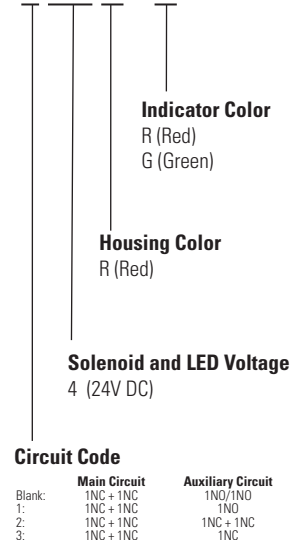 Indicator Color
R (Red)
G (Green)
Housing Color
R (Red)
Solenoid and LED Voltage
4 (24V DC)
Circuit Code
Main Circuit Auxiliary Circuit
Blank: 1NC + 1NC 1NO/1NO
1: 1NC + 1NC 1NO
2: 1NC + 1NC 1NC + 1NC
3: 1NC + 1NC 1NC